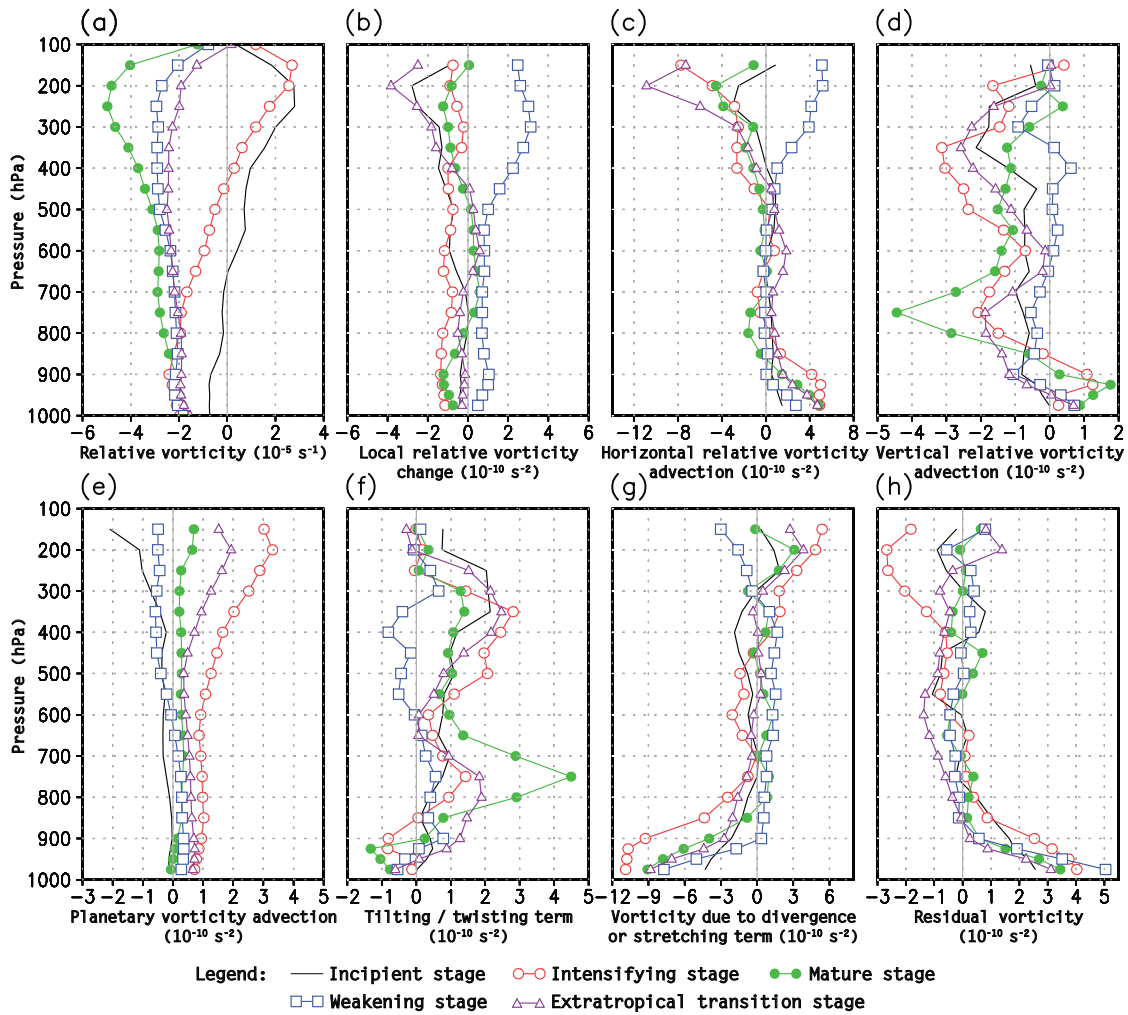 (a) (b) (c) (d)
100
200
300
400
500
600
700
800
900
1000
Pressure (hPa)
−6 −4 −2 0 2 4
Relative vorticity (10⁻⁵ s⁻¹)
−6 −4 −2 0 2 4 6
Local relative vorticity
change (10⁻¹⁰ s⁻²)
−12 −8 −4 0 4 8
Horizontal relative vorticity
advection (10⁻¹⁰ s⁻²)
−5 −4 −3 −2 −1 0 1 2
Vertical relative vorticity
advection (10⁻¹⁰ s⁻²)
(e) (f) (g) (h)
100
200
300
400
500
600
700
800
900
1000
Pressure (hPa)
−3 −2 −1 0 1 2 3 4 5
Planetary vorticity advection
(10⁻¹⁰ s⁻²)
−2 −1 0 1 2 3 4 5
Tilting / twisting term
(10⁻¹⁰ s⁻²)
−12 −9 −6 −3 0 3 6
Vorticity due to divergence
or stretching term (10⁻¹⁰ s⁻²)
−3 −2 −1 0 1 2 3 4 5
Residual vorticity
(10⁻¹⁰ s⁻²)
Legend: Incipient stage Intensifying stage Mature stage
Weakening stage Extratropical transition stage